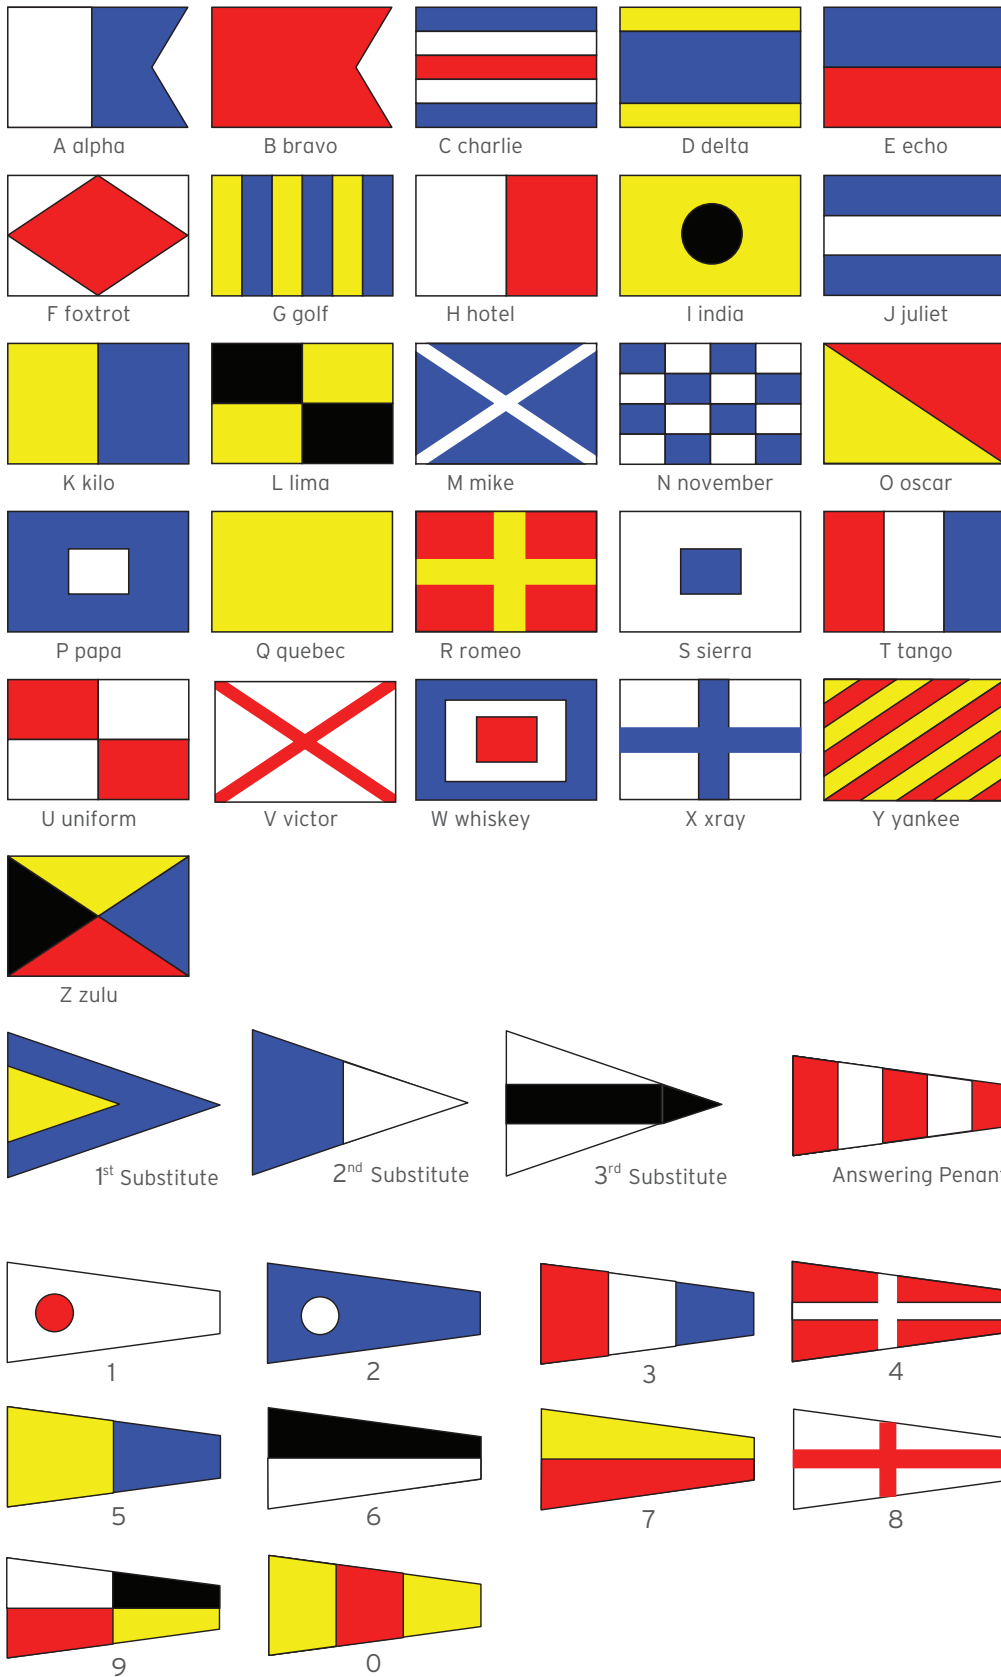 A alpha B bravo C charlie D delta E echo
F foxtrot G golf H hotel I india J juliet
K kilo L lima M mike N november O oscar
P papa Q quebec R romeo S sierra T tango
U uniform V victor W whiskey X xray Y yankee
Z zulu
1st Substitute 2nd Substitute 3rd Substitute Answering Penant
1 2 3 4
5 6 7 8
9 0